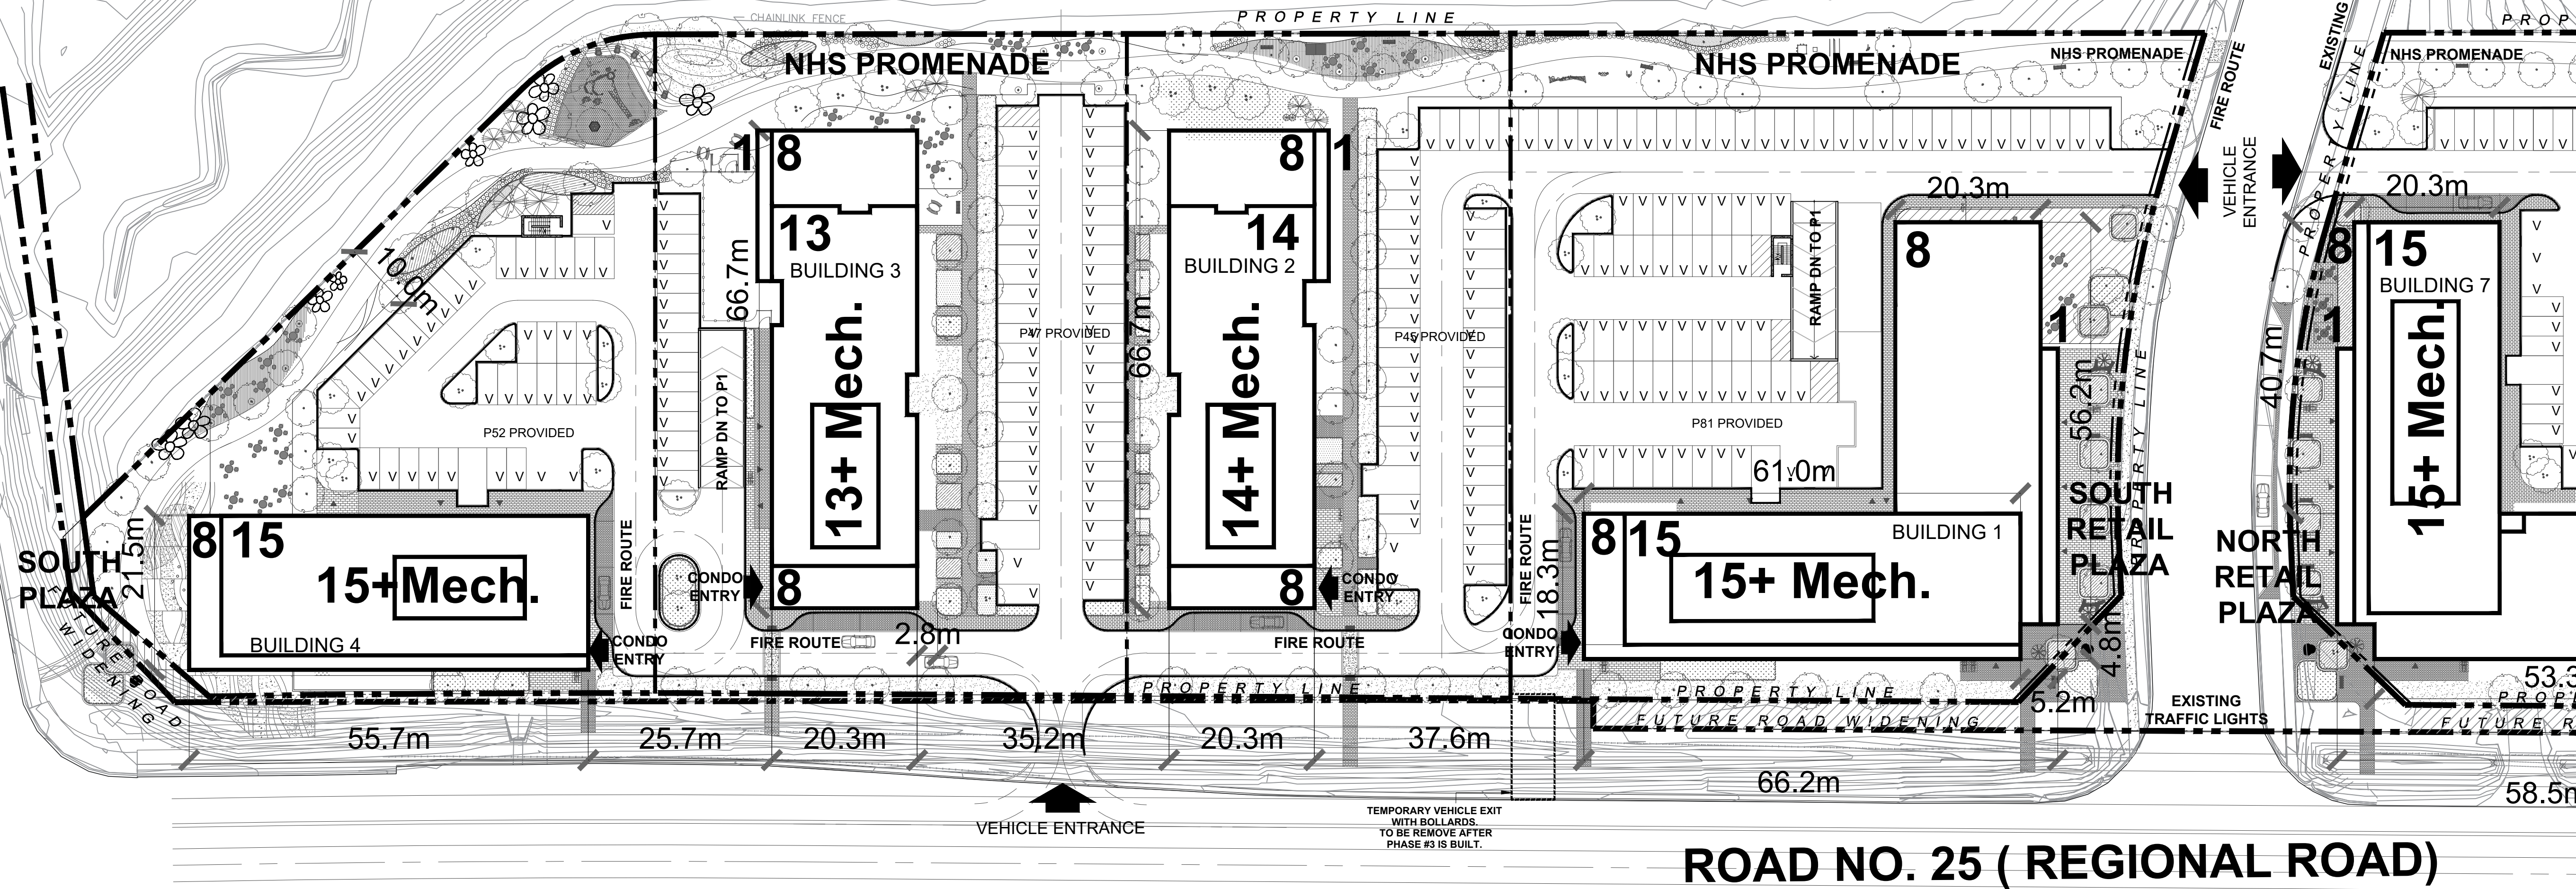 CHAINLINK FENCE
PROPERTY LINE
NHS PROMENADE
NHS PROMENADE
NHS PROMENADE
FIRE ROUTE
EXISTING
PROPERTY LINE
NHS PROMENADE
PROP
VEHICLE
ENTRANCE
10.0m
1
8
13
BUILDING 3
66.7m
13+ Mech.
8
RAMP DN TO P1
8
1
14
BUILDING 2
66.7m
14+ Mech.
8
P47 PROVIDED
P45 PROVIDED
P52 PROVIDED
P81 PROVIDED
RAMP DN TO P1
20.3m
8
1
56.2m
61.0m
PROPERTY LINE
SOUTH
RETAIL
PLAZA
20.3m
8
15
BUILDING 7
1
40.7m
15+ Mech.
NORTH
RETAIL
PLAZA
SOUTH
PLAZA
21.5m
8
15
15+Mech.
BUILDING 4
FIRE ROUTE
CONDO
ENTRY
CONDO
ENTRY
FIRE ROUTE
2.8m
CONDO
ENTRY
FIRE ROUTE
FIRE ROUTE
CONDO
ENTRY
18.3m
8
15
BUILDING 1
15+ Mech.
4.8m
5.2m
FUTURE ROAD
WIDENING
PROPERTY LINE
PROPERTY LINE
FUTURE ROAD WIDENING
EXISTING
TRAFFIC LIGHTS
53.3
PROP
FUTURE R
55.7m
25.7m
20.3m
35.2m
20.3m
37.6m
66.2m
58.5m
VEHICLE ENTRANCE
TEMPORARY VEHICLE EXIT
WITH BOLLARDS.
TO BE REMOVE AFTER
PHASE #3 IS BUILT.
ROAD NO. 25 ( REGIONAL ROAD)